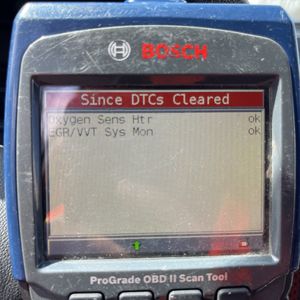 BOSCH
Since DTCs Cleared
Oxygen Sens Htr ok
EGR/VVT Sys Mon ok
ProGrade OBD II Scan Tool